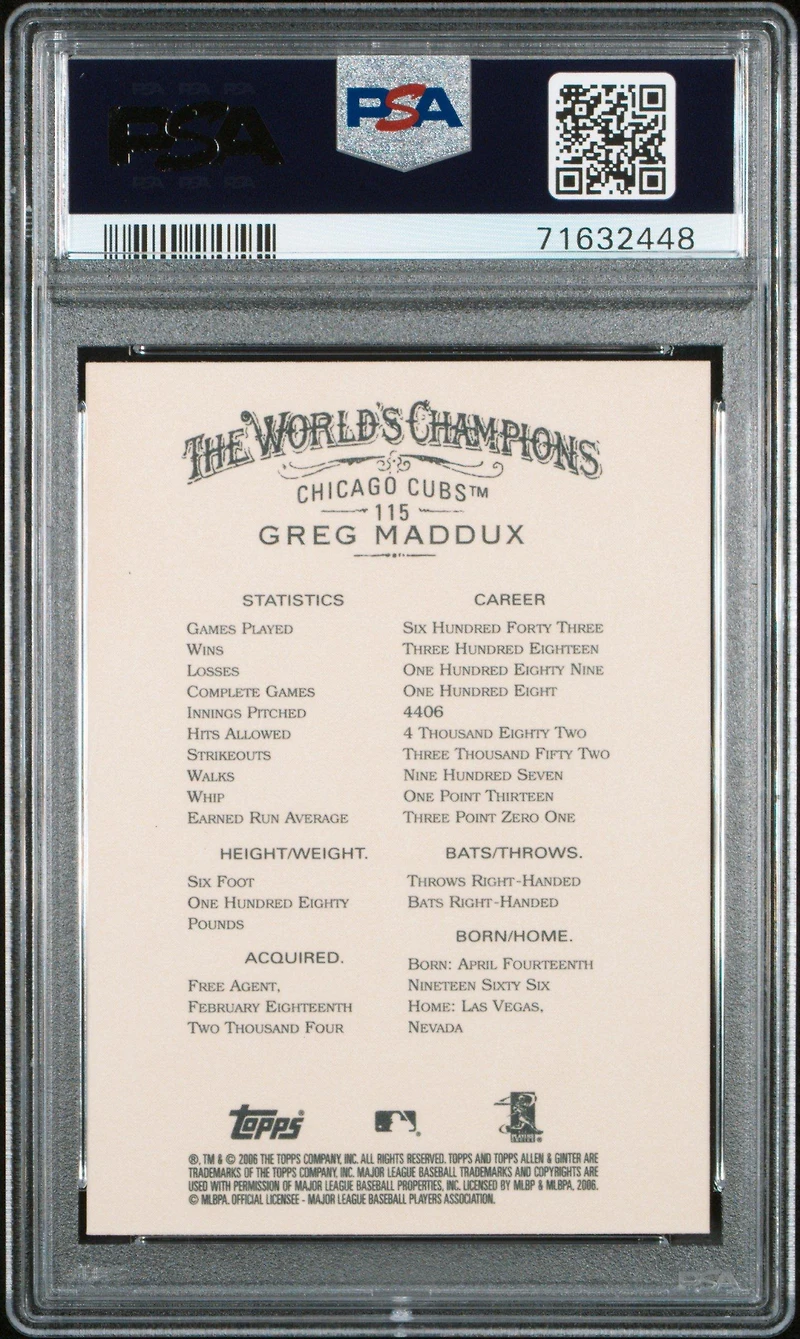 PSA
PSA
71632448
THE WORLD'S CHAMPIONS
CHICAGO CUBS™
115
GREG MADDUX
STATISTICS CAREER
GAMES PLAYED SIX HUNDRED FORTY THREE
WINS THREE HUNDRED EIGHTEEN
LOSSES ONE HUNDRED EIGHTY NINE
COMPLETE GAMES ONE HUNDRED EIGHT
INNINGS PITCHED 4406
HITS ALLOWED 4 THOUSAND EIGHTY TWO
STRIKEOUTS THREE THOUSAND FIFTY TWO
WALKS NINE HUNDRED SEVEN
WHIP ONE POINT THIRTEEN
EARNED RUN AVERAGE THREE POINT ZERO ONE
HEIGHT/WEIGHT.
SIX FOOT
ONE HUNDRED EIGHTY
POUNDS
ACQUIRED.
FREE AGENT,
FEBRUARY EIGHTEENTH
TWO THOUSAND FOUR
BATS/THROWS.
THROWS RIGHT-HANDED
BATS RIGHT-HANDED
BORN/HOME.
BORN: APRIL FOURTEENTH
NINETEEN SIXTY SIX
HOME: LAS VEGAS,
NEVADA
Topps®
®, TM & © 2006 THE TOPPS COMPANY, INC. ALL RIGHTS RESERVED. TOPPS AND TOPPS ALLEN & GINTER ARE
TRADEMARKS OF THE TOPPS COMPANY, INC. MAJOR LEAGUE BASEBALL TRADEMARKS AND COPYRIGHTS ARE
USED WITH PERMISSION OF MAJOR LEAGUE BASEBALL PROPERTIES, INC. LICENSED BY MLBP & MLBPA, 2006.
© MLBPA. OFFICIAL LICENSEE - MAJOR LEAGUE BASEBALL PLAYERS ASSOCIATION.
PSA